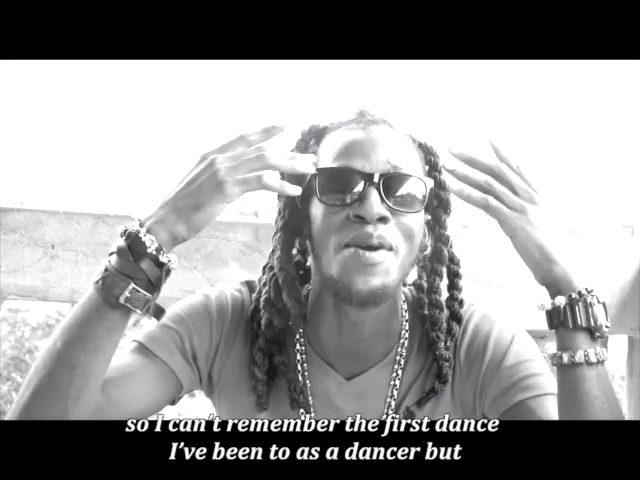 so I can't remember the first dance
I've been to as a dancer but